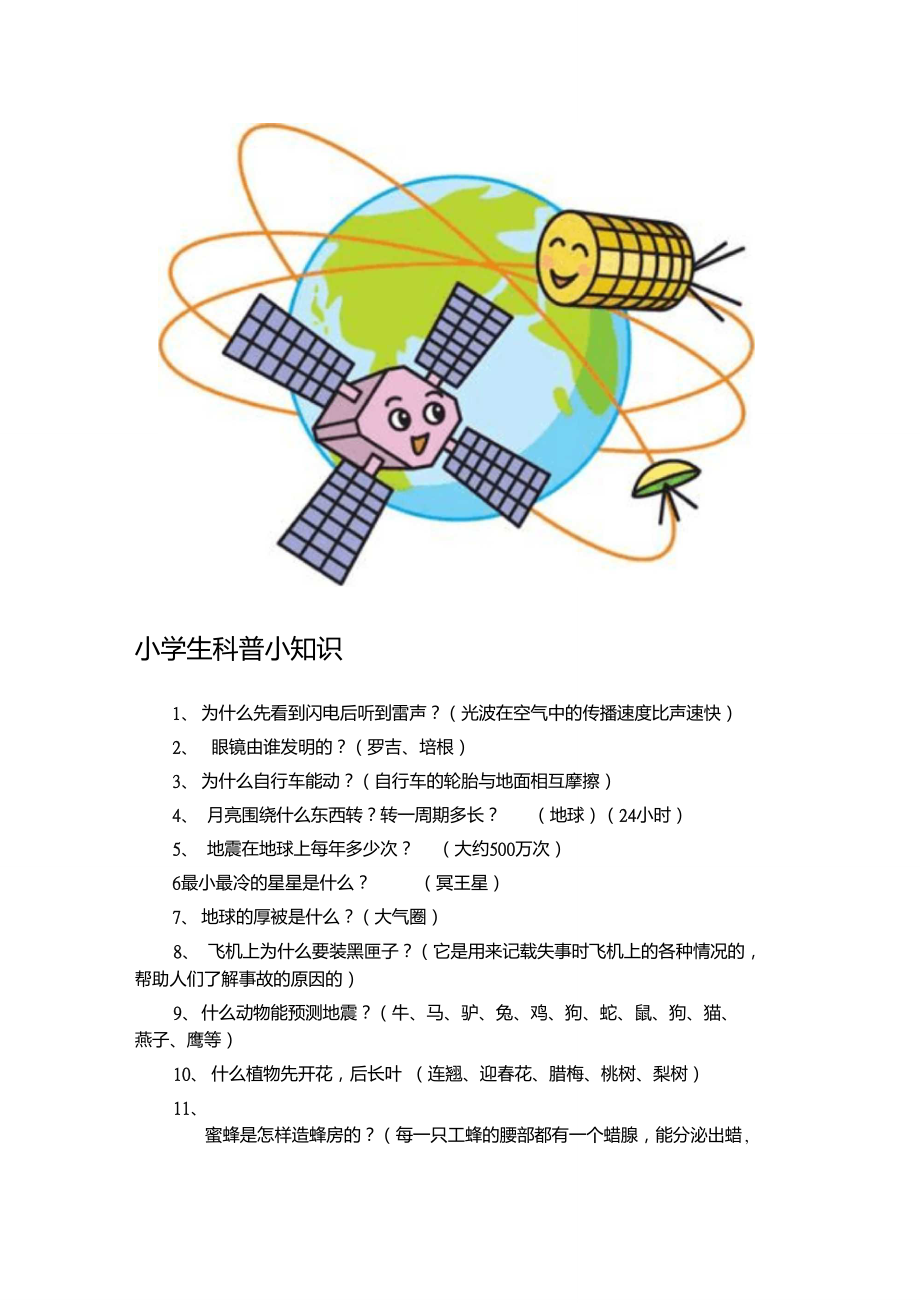 小学生科普小知识
1、 为什么先看到闪电后听到雷声？（光波在空气中的传播速度比声速快）
2、 眼镜由谁发明的？（罗吉、培根）
3、 为什么自行车能动？（自行车的轮胎与地面相互摩擦）
4、 月亮围绕什么东西转？转一周期多长？ （地球）（24小时）
5、 地震在地球上每年多少次？ （大约500万次）
6最小最冷的星星是什么？ （冥王星）
7、 地球的厚被是什么？（大气圈）
8、 飞机上为什么要装黑匣子？（它是用来记载失事时飞机上的各种情况的，
帮助人们了解事故的原因的）
9、 什么动物能预测地震？（牛、马、驴、兔、鸡、狗、蛇、鼠、狗、猫、
燕子、鹰等）
10、 什么植物先开花，后长叶 （连翘、迎春花、腊梅、桃树、梨树）
11、
蜜蜂是怎样造蜂房的？（每一只工蜂的腰部都有一个蜡腺，能分泌出蜡，